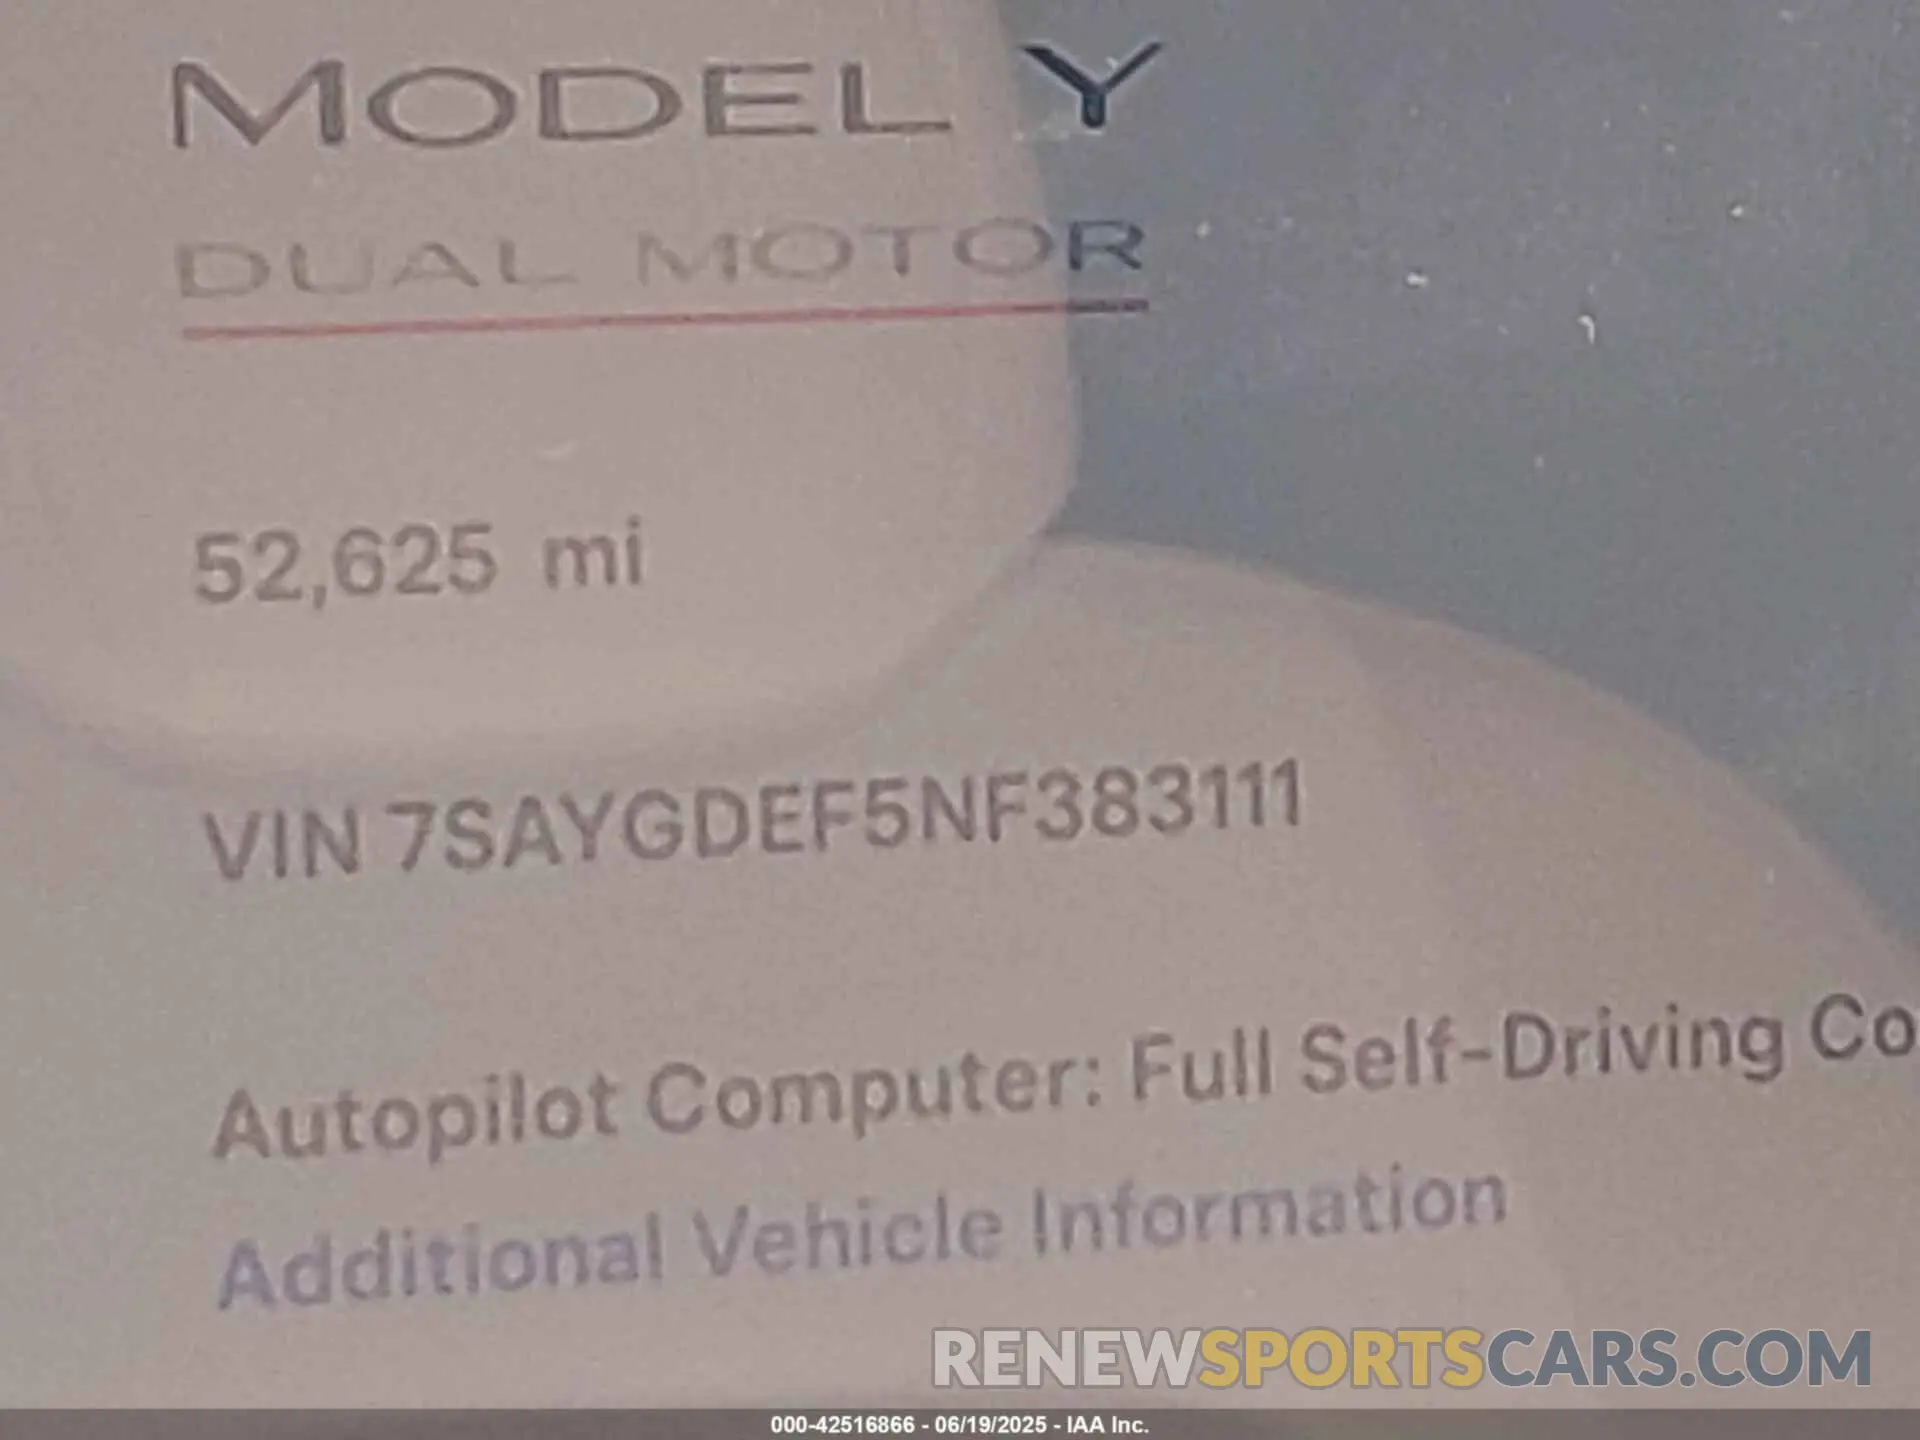 MODEL Y
DUAL MOTOR
52,625 mi
VIN 7SAYGDEF5NF383111
Autopilot Computer: Full Self-Driving Co
Additional Vehicle Information
RENEWSPORTSCARS.COM
000-42516866 - 06/19/2025 - IAA Inc.